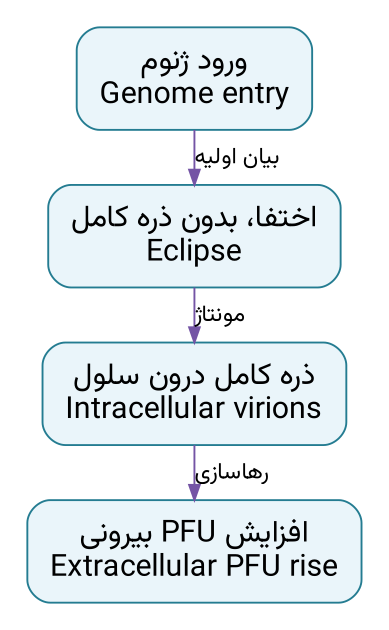 ورود ژنوم
Genome entry
بیان اولیه
اختفا، بدون ذره کامل
Eclipse
مونتاژ
ذره کامل درون سلول
Intracellular virions
رهاسازی
افزایش PFU بیرونی
Extracellular PFU rise